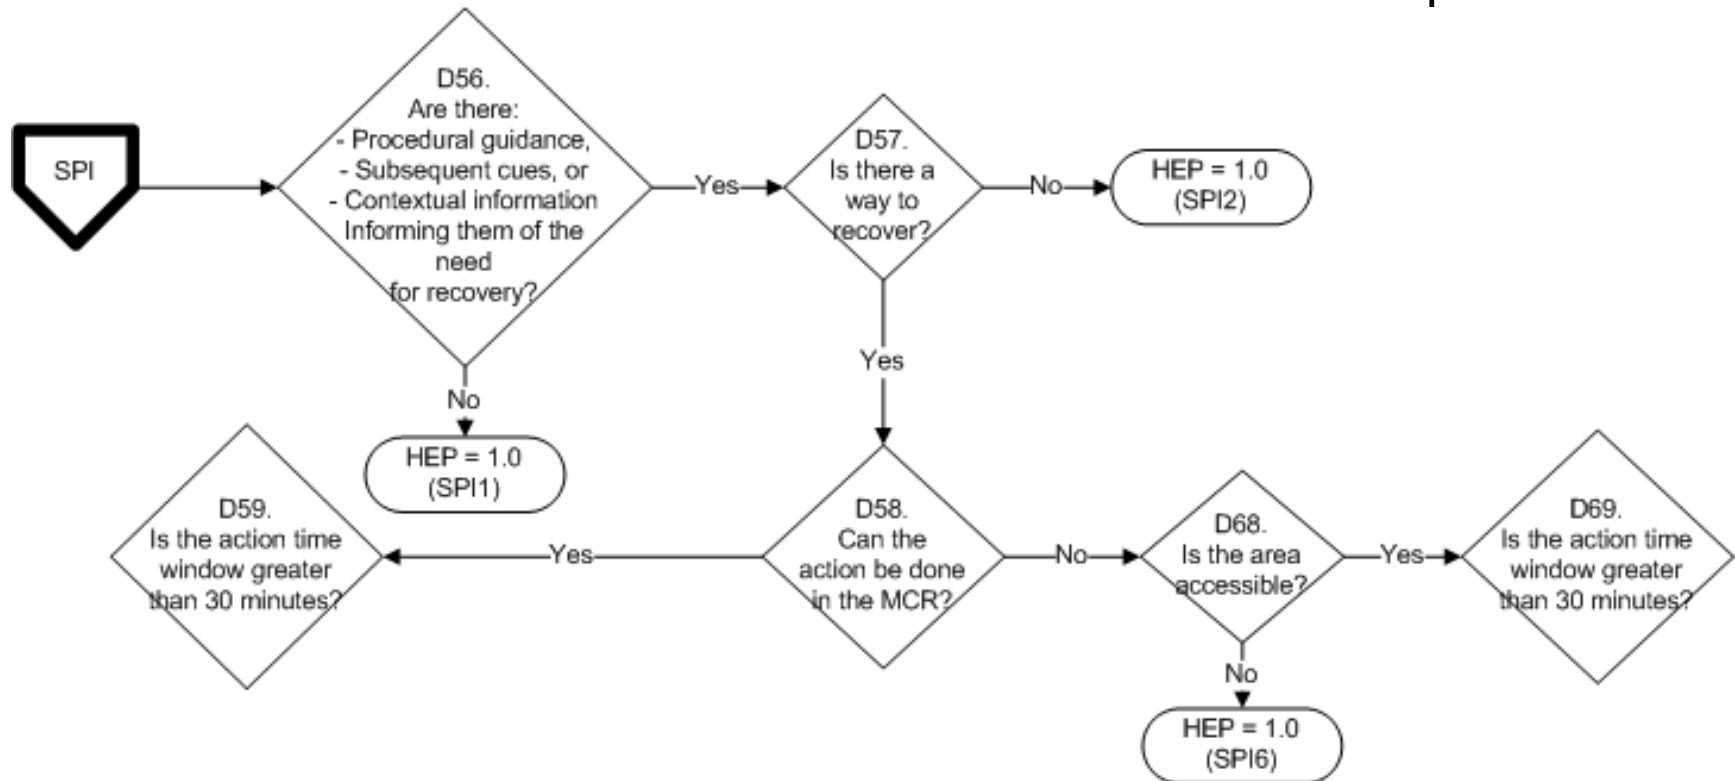 SPI
D56.
Are there:
- Procedural guidance,
- Subsequent cues, or
- Contextual information
Informing them of the
need
for recovery?
Yes
D57.
Is there a
way to
recover?
No
HEP = 1.0
(SPI2)
No
HEP = 1.0
(SPI1)
Yes
D59.
Is the action time
window greater
than 30 minutes?
Yes
D58.
Can the
action be done
in the MCR?
No
D68.
Is the area
accessible?
Yes
D69.
Is the action time
window greater
than 30 minutes?
No
HEP = 1.0
(SPI6)